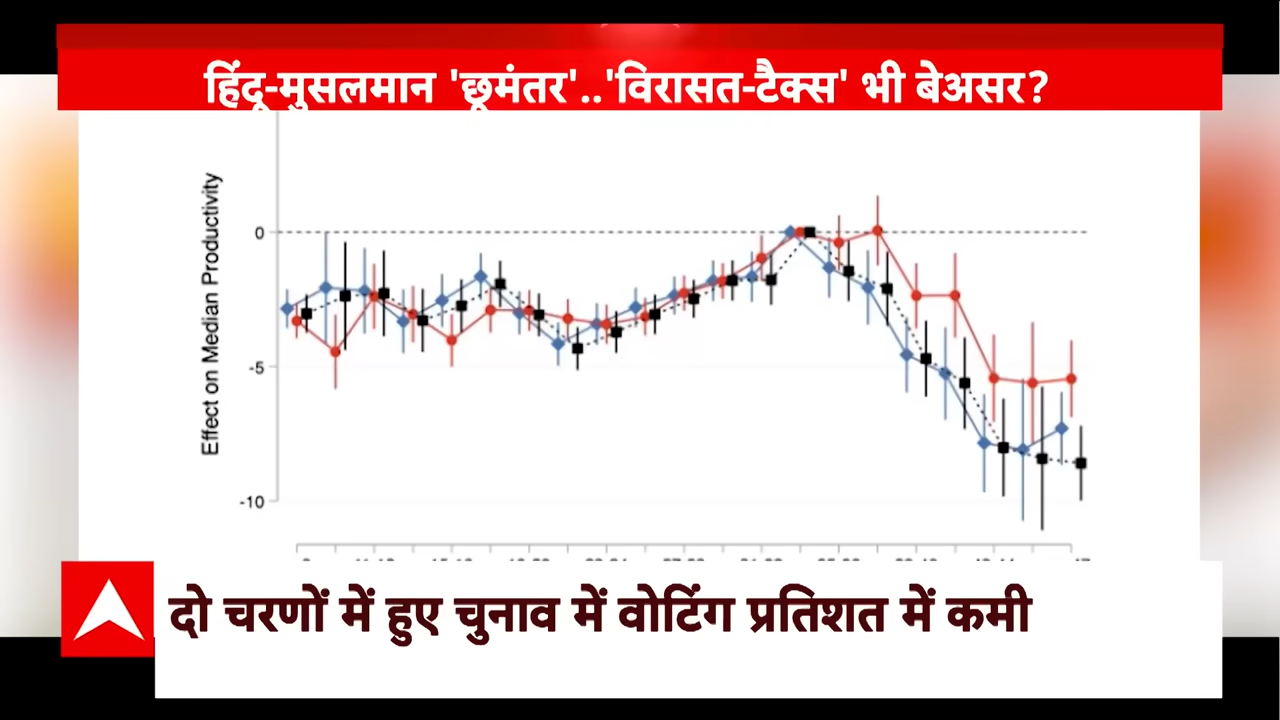 हिंदू-मुसलमान 'छूमंतर'..'विरासत-टैक्स' भी बेअसर?
Effect on Median Productivity
0
-5
-10
दो चरणों में हुए चुनाव में वोटिंग प्रतिशत में कमी